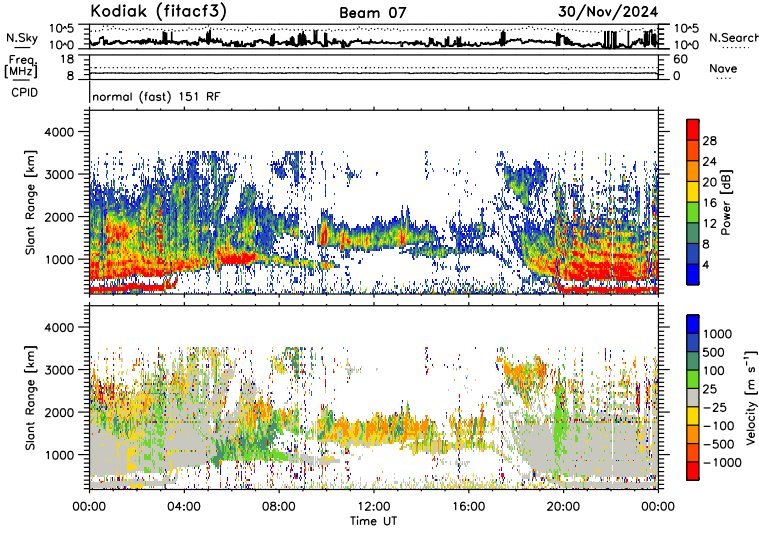 Kodiak (fitacf3) Beam 07 30/Nov/2024
N.Sky 10^5 10^0 10^5 10^0 N.Search
Freq. [MHz] 18 8 60 0 Nave
CPID normal (fast) 151 RF
Slant Range [km] 4000 3000 2000 1000
Power [dB] 28 24 20 16 12 8 4
Slant Range [km] 4000 3000 2000 1000
Velocity [m s⁻¹] 1000 500 100 25 −25 −100 −500 −1000
00:00 04:00 08:00 12:00 16:00 20:00 00:00
Time UT